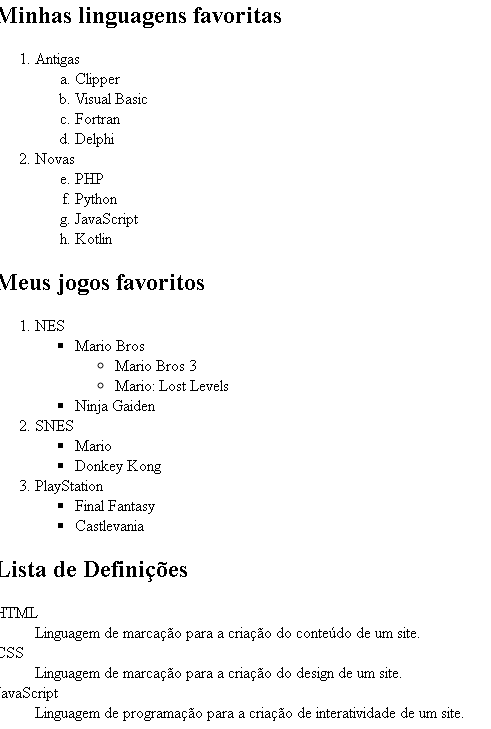 Minhas linguagens favoritas
1. Antigas
a. Clipper
b. Visual Basic
c. Fortran
d. Delphi
2. Novas
e. PHP
f. Python
g. JavaScript
h. Kotlin
Meus jogos favoritos
1. NES
Mario Bros
Mario Bros 3
Mario: Lost Levels
Ninja Gaiden
2. SNES
Mario
Donkey Kong
3. PlayStation
Final Fantasy
Castlevania
Lista de Definições
HTML
Linguagem de marcação para a criação do conteúdo de um site.
CSS
Linguagem de marcação para a criação do design de um site.
JavaScript
Linguagem de programação para a criação de interatividade de um site.